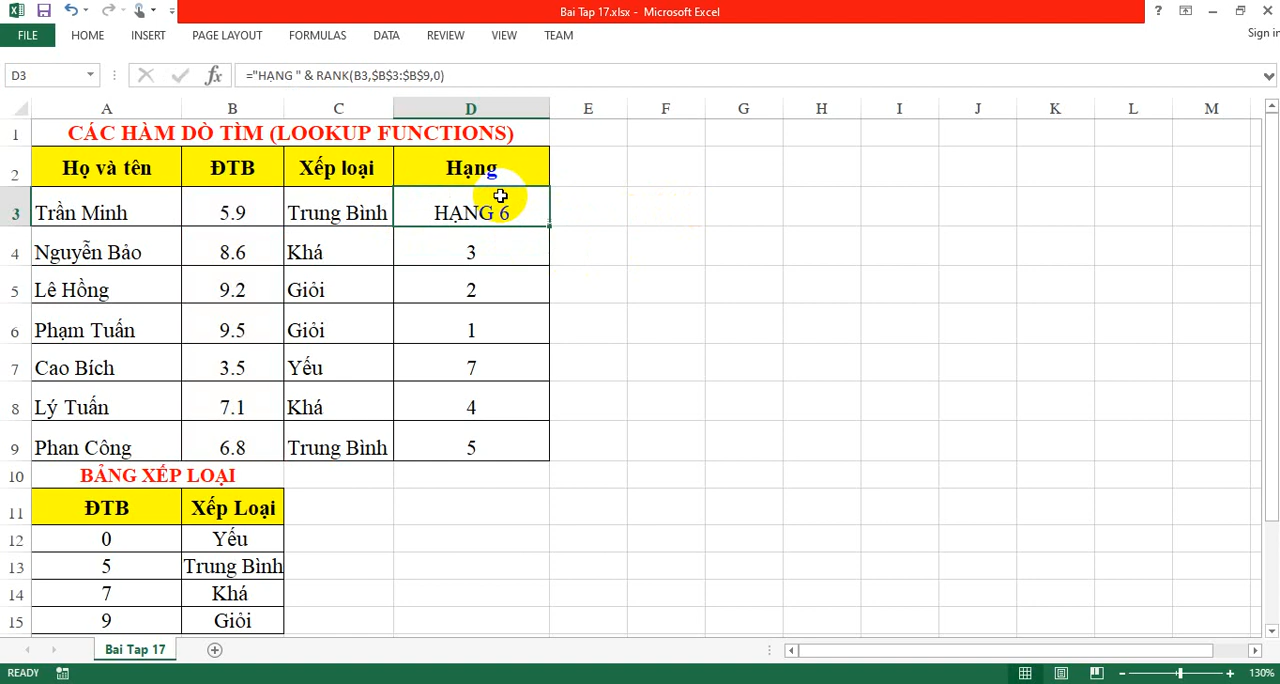 Bai Tap 17.xlsx - Microsoft Excel
?
Sign in
FILE HOME INSERT PAGE LAYOUT FORMULAS DATA REVIEW VIEW TEAM
D3 fx ="HẠNG " & RANK(B3,$B$3:$B$9,0)
A B C D E F G H I J K L M
1 CÁC HÀM DÒ TÌM (LOOKUP FUNCTIONS)
2 Họ và tên ĐTB Xếp loại Hạng
3 Trần Minh 5.9 Trung Bình HẠNG 6
4 Nguyễn Bảo 8.6 Khá 3
5 Lê Hồng 9.2 Giỏi 2
6 Phạm Tuấn 9.5 Giỏi 1
7 Cao Bích 3.5 Yếu 7
8 Lý Tuấn 7.1 Khá 4
9 Phan Công 6.8 Trung Bình 5
10 BẢNG XẾP LOẠI
11 ĐTB Xếp Loại
12 0 Yếu
13 5 Trung Bình
14 7 Khá
15 9 Giỏi
Bai Tap 17
READY 130%